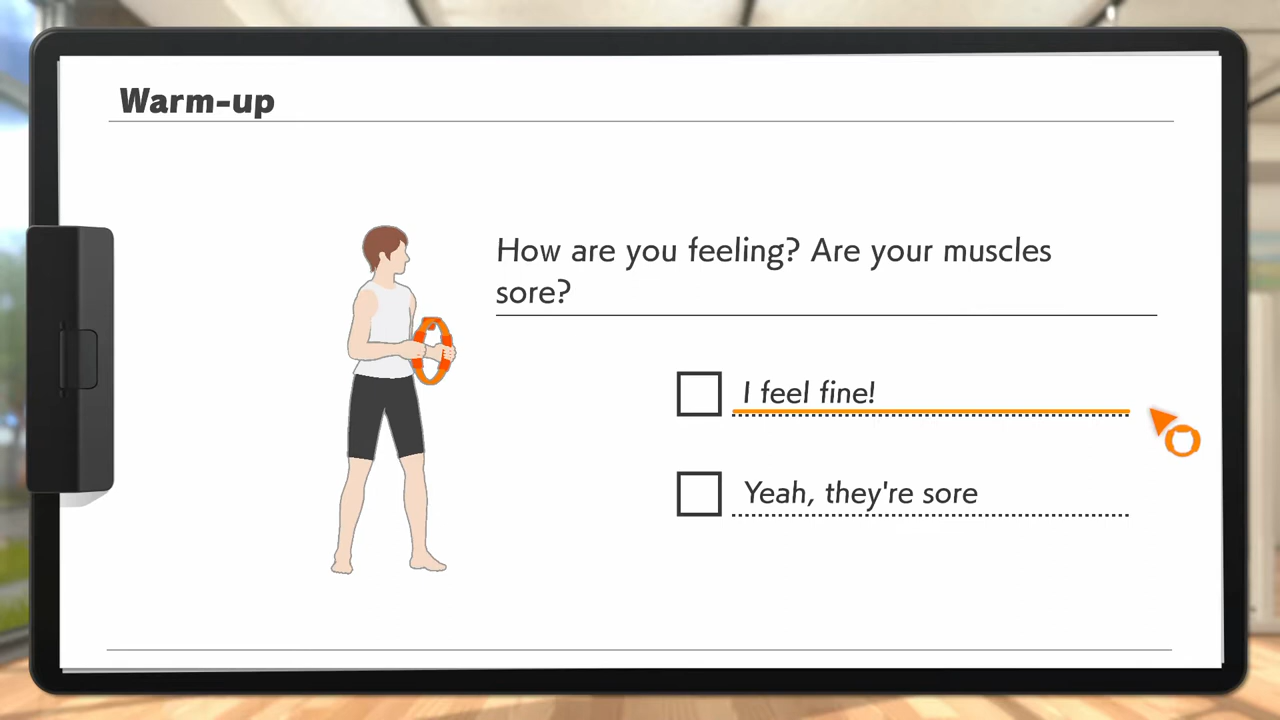 Warm-up
How are you feeling? Are your muscles
sore?
I feel fine!
Yeah, they're sore